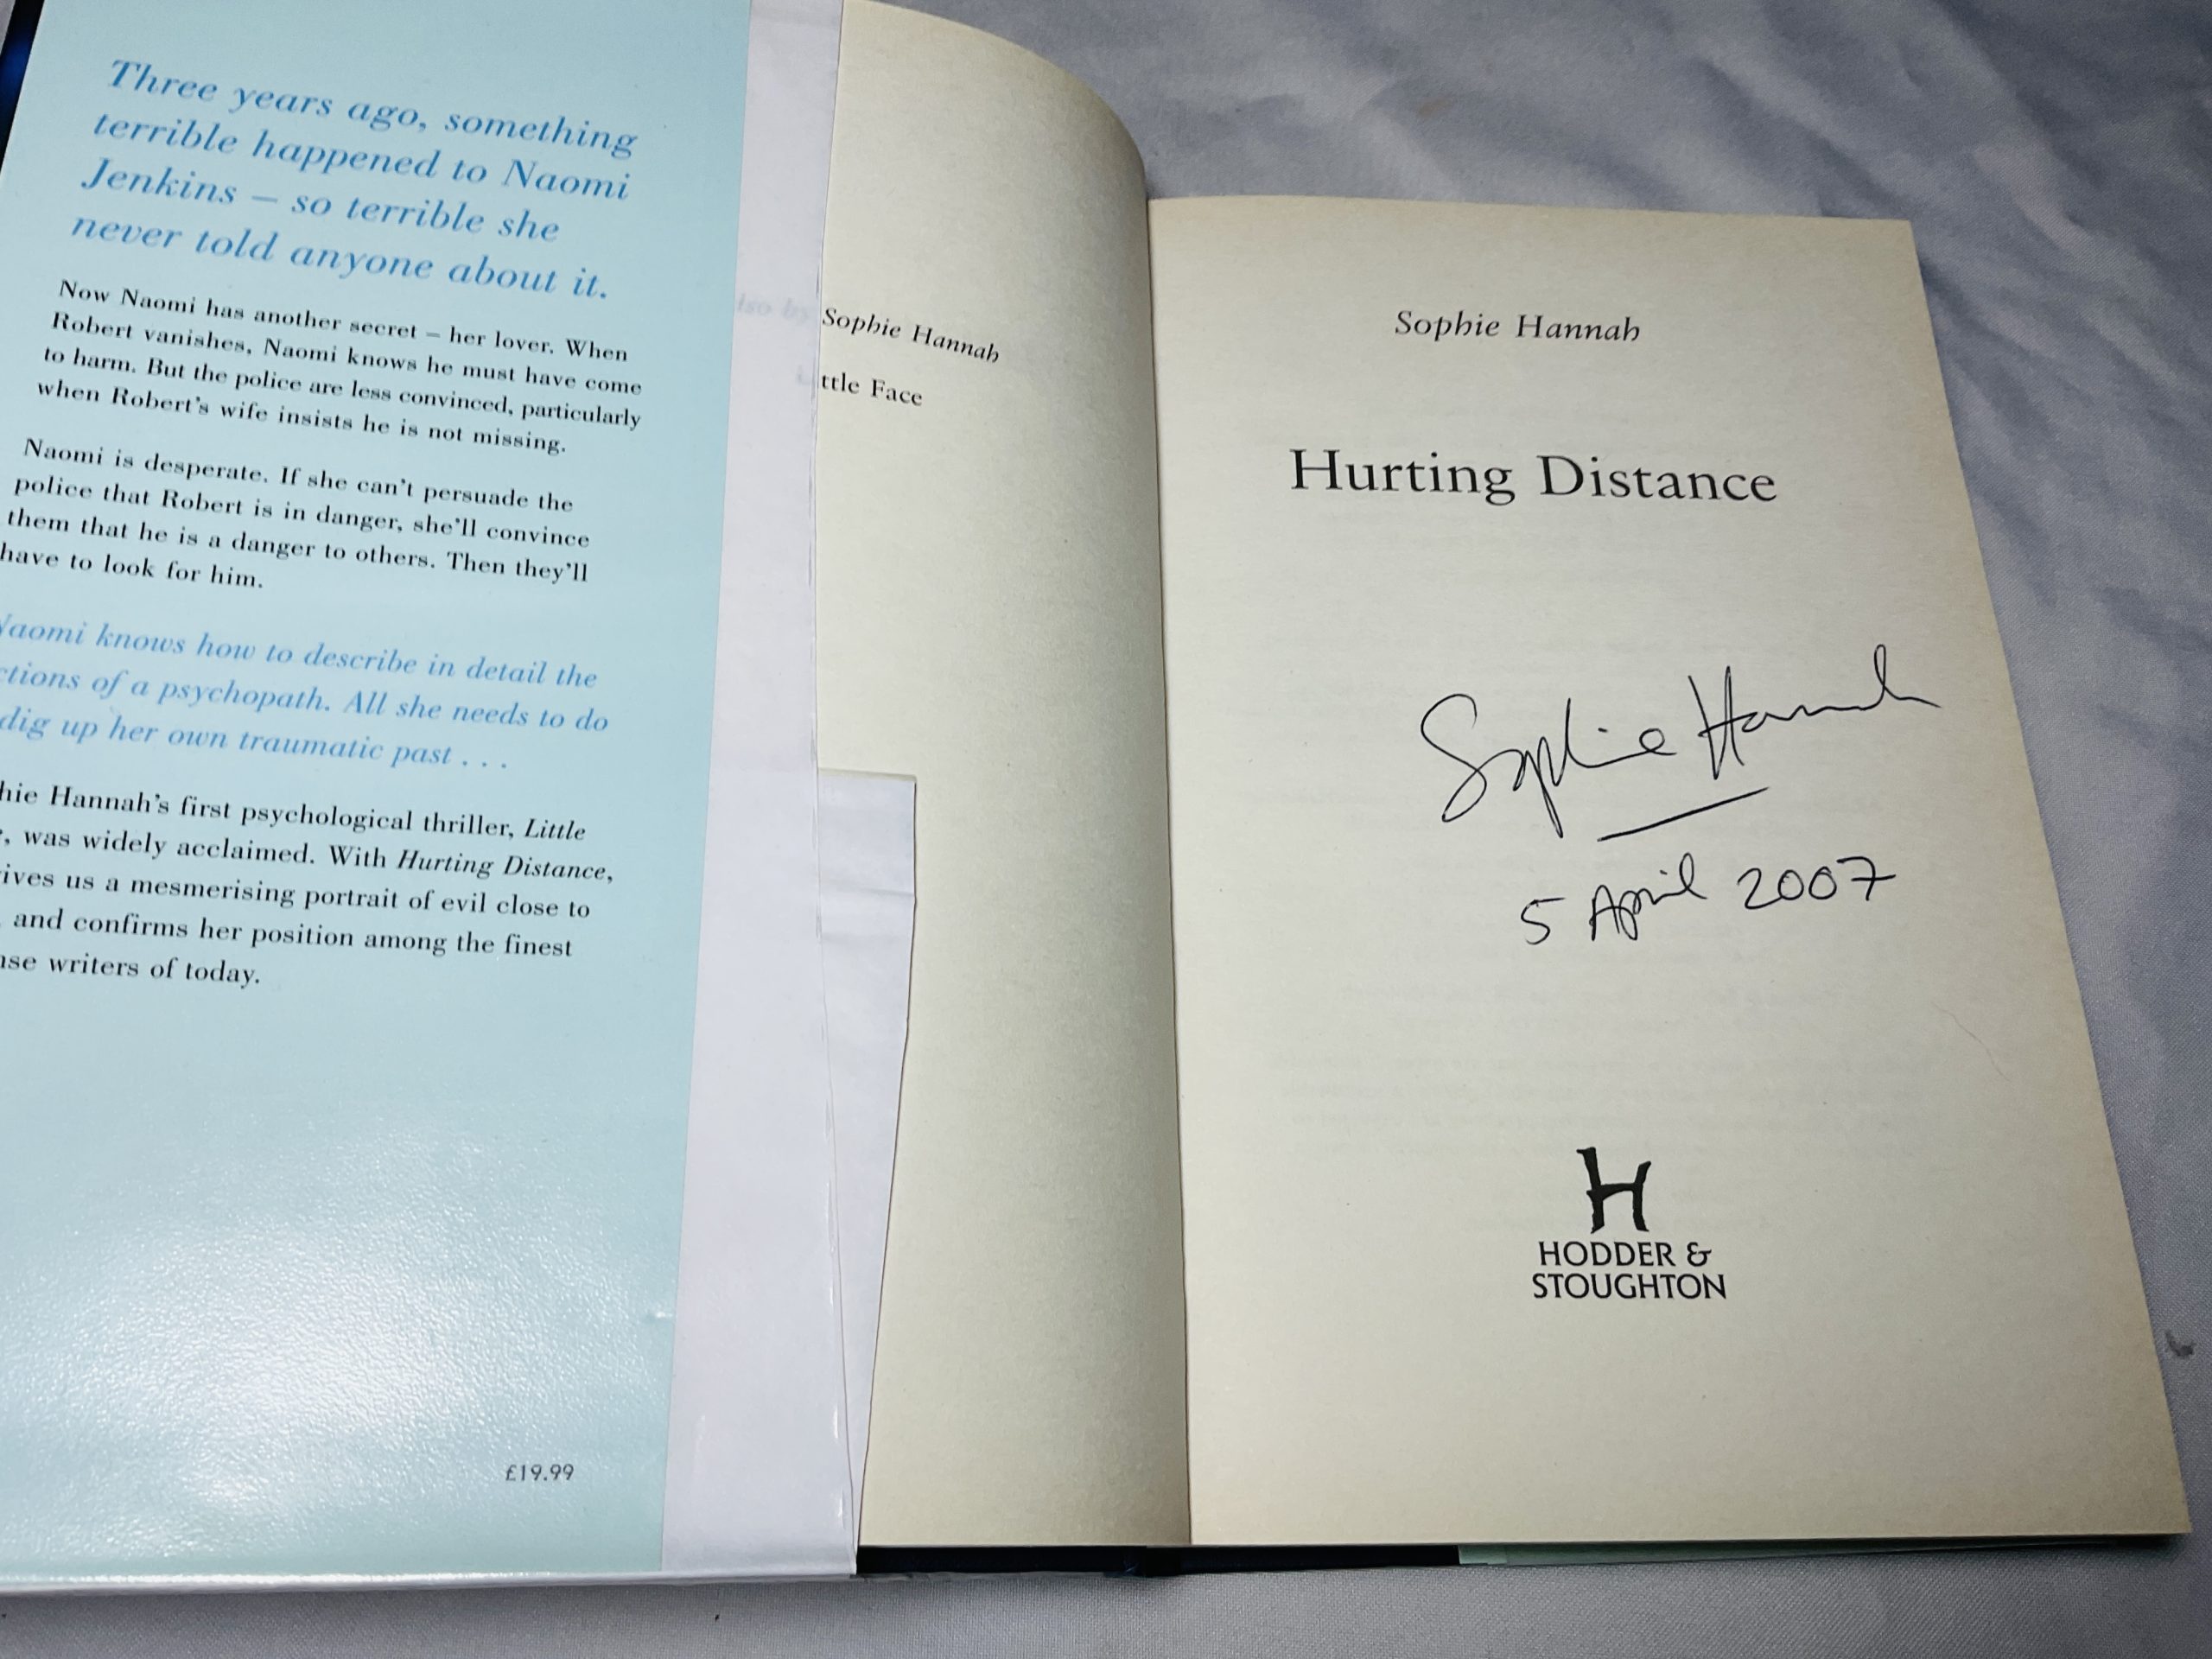 Three years ago, something
terrible happened to Naomi
Jenkins – so terrible she
never told anyone about it.
Now Naomi has another secret – her lover. When
Robert vanishes, Naomi knows he must have come
to harm. But the police are less convinced, particularly
when Robert's wife insists he is not missing.
Naomi is desperate. If she can't persuade the
police that Robert is in danger, she'll convince
them that he is a danger to others. Then they'll
have to look for him.
Naomi knows how to describe in detail the
ctions of a psychopath. All she needs to do
dig up her own traumatic past . . .
hie Hannah's first psychological thriller, Little
, was widely acclaimed. With Hurting Distance,
ives us a mesmerising portrait of evil close to
, and confirms her position among the finest
nse writers of today.
£19.99
lso by Sophie Hannah
ttle Face
Sophie Hannah
Hurting Distance
Sophie Hannah
5 April 2007
H
HODDER &
STOUGHTON